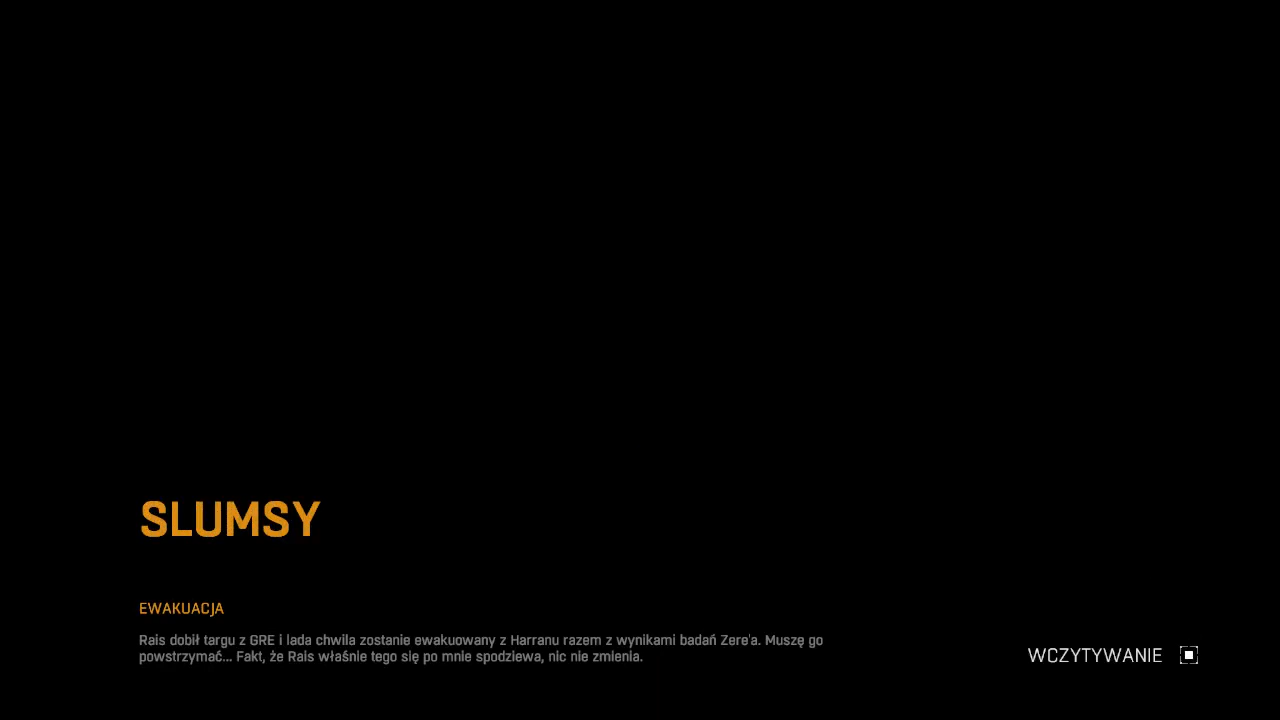 SLUMSY
EWAKUACJA
Rais dobił targu z GRE i lada chwila zostanie ewakuowany z Harranu razem z wynikami badań Zere'a. Muszę go
powstrzymać... Fakt, że Rais właśnie tego się po mnie spodziewa, nic nie zmienia.
WCZYTYWANIE